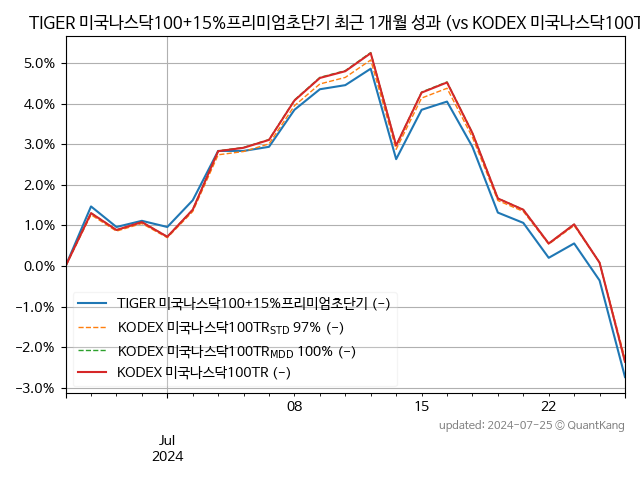 TIGER 미국나스닥100+15%프리미엄초단기 최근 1개월 성과 (vs KODEX 미국나스닥100T
5.0%
4.0%
3.0%
2.0%
1.0%
0.0%
-1.0%
-2.0%
-3.0%
TIGER 미국나스닥100+15%프리미엄초단기 (-)
KODEX 미국나스닥100TRSTD 97% (-)
KODEX 미국나스닥100TRMDD 100% (-)
KODEX 미국나스닥100TR (-)
08 15 22
updated: 2024-07-25 © QuantKang
Jul
2024